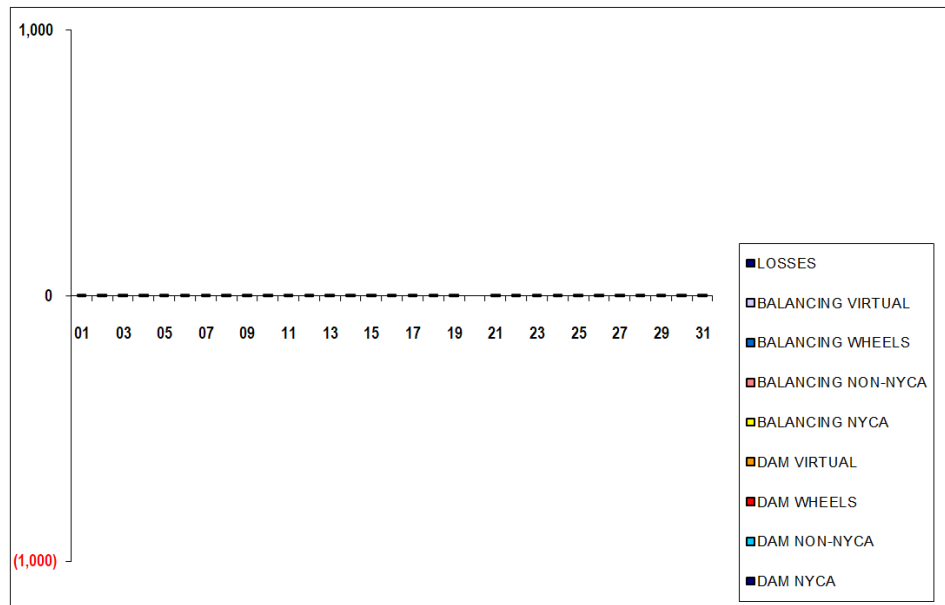 1,000
0
01 03 05 07 09 11 13 15 17 19 21 23 25 27 29 31
(1,000)
LOSSES
BALANCING VIRTUAL
BALANCING WHEELS
BALANCING NON-NYCA
BALANCING NYCA
DAM VIRTUAL
DAM WHEELS
DAM NON-NYCA
DAM NYCA